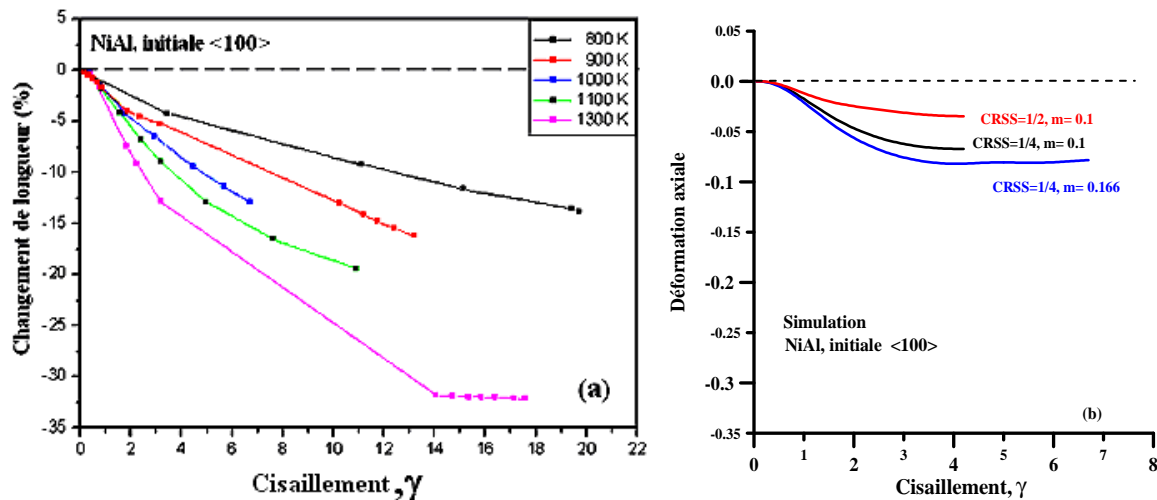 5
0
-5
-10
-15
-20
-25
-30
-35
Changement de longueur (%)
NiAl, initiale <100>
800 K
900 K
1000 K
1100 K
1300 K
(a)
0 2 4 6 8 10 12 14 16 18 20 22
Cisaillement, γ
0.05
0.0
-0.05
-0.1
-0.15
-0.2
-0.25
-0.3
-0.35
Déformation axiale
CRSS=1/2, m= 0.1
CRSS=1/4, m= 0.1
CRSS=1/4, m= 0.166
Simulation
NiAl, initiale <100>
(b)
0 1 2 3 4 5 6 7 8
Cisaillement, γ